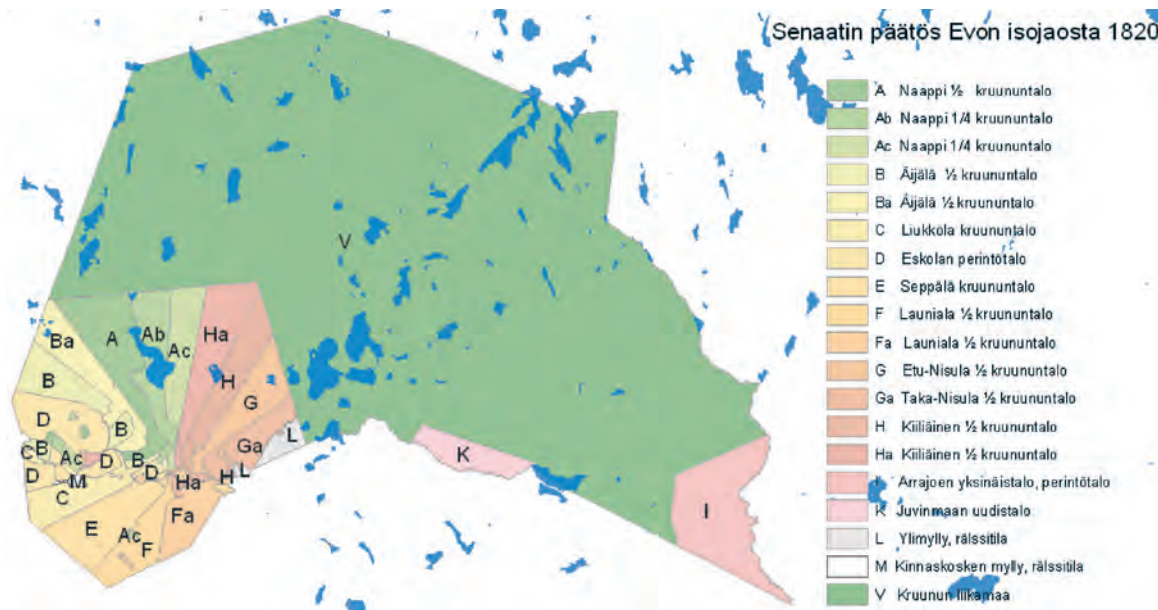 Senaatin päätös Evon isojaosta 1820
A Naappi ½ kruununtalo
Ab Naappi 1/4 kruununtalo
Ac Naappi 1/4 kruununtalo
B Äijälä ½ kruununtalo
Ba Äijälä ½ kruununtalo
C Liukkola kruununtalo
D Eskolan perintötalo
E Seppälä kruununtalo
F Launiala ½ kruununtalo
Fa Launiala ½ kruununtalo
G Etu-Nisula ½ kruununtalo
Ga Taka-Nisula ½ kruununtalo
H Kiiliäinen ½ kruununtalo
Ha Kiiliäinen ½ kruununtalo
I Arrajoen yksinäistalo, perintötalo
K Juvinmaan uudistalo
L Ylimylly, rälssitila
M Kinnaskosken mylly, rälssitila
V Kruunun liikamaa
V
A
Ab
Ac
Ha
Ba
B
H
G
D
B
L
Ga
K
C
B
Ac
D
B
D
D
M
L
H
Ha
C
E
Ac
F
Fa
I